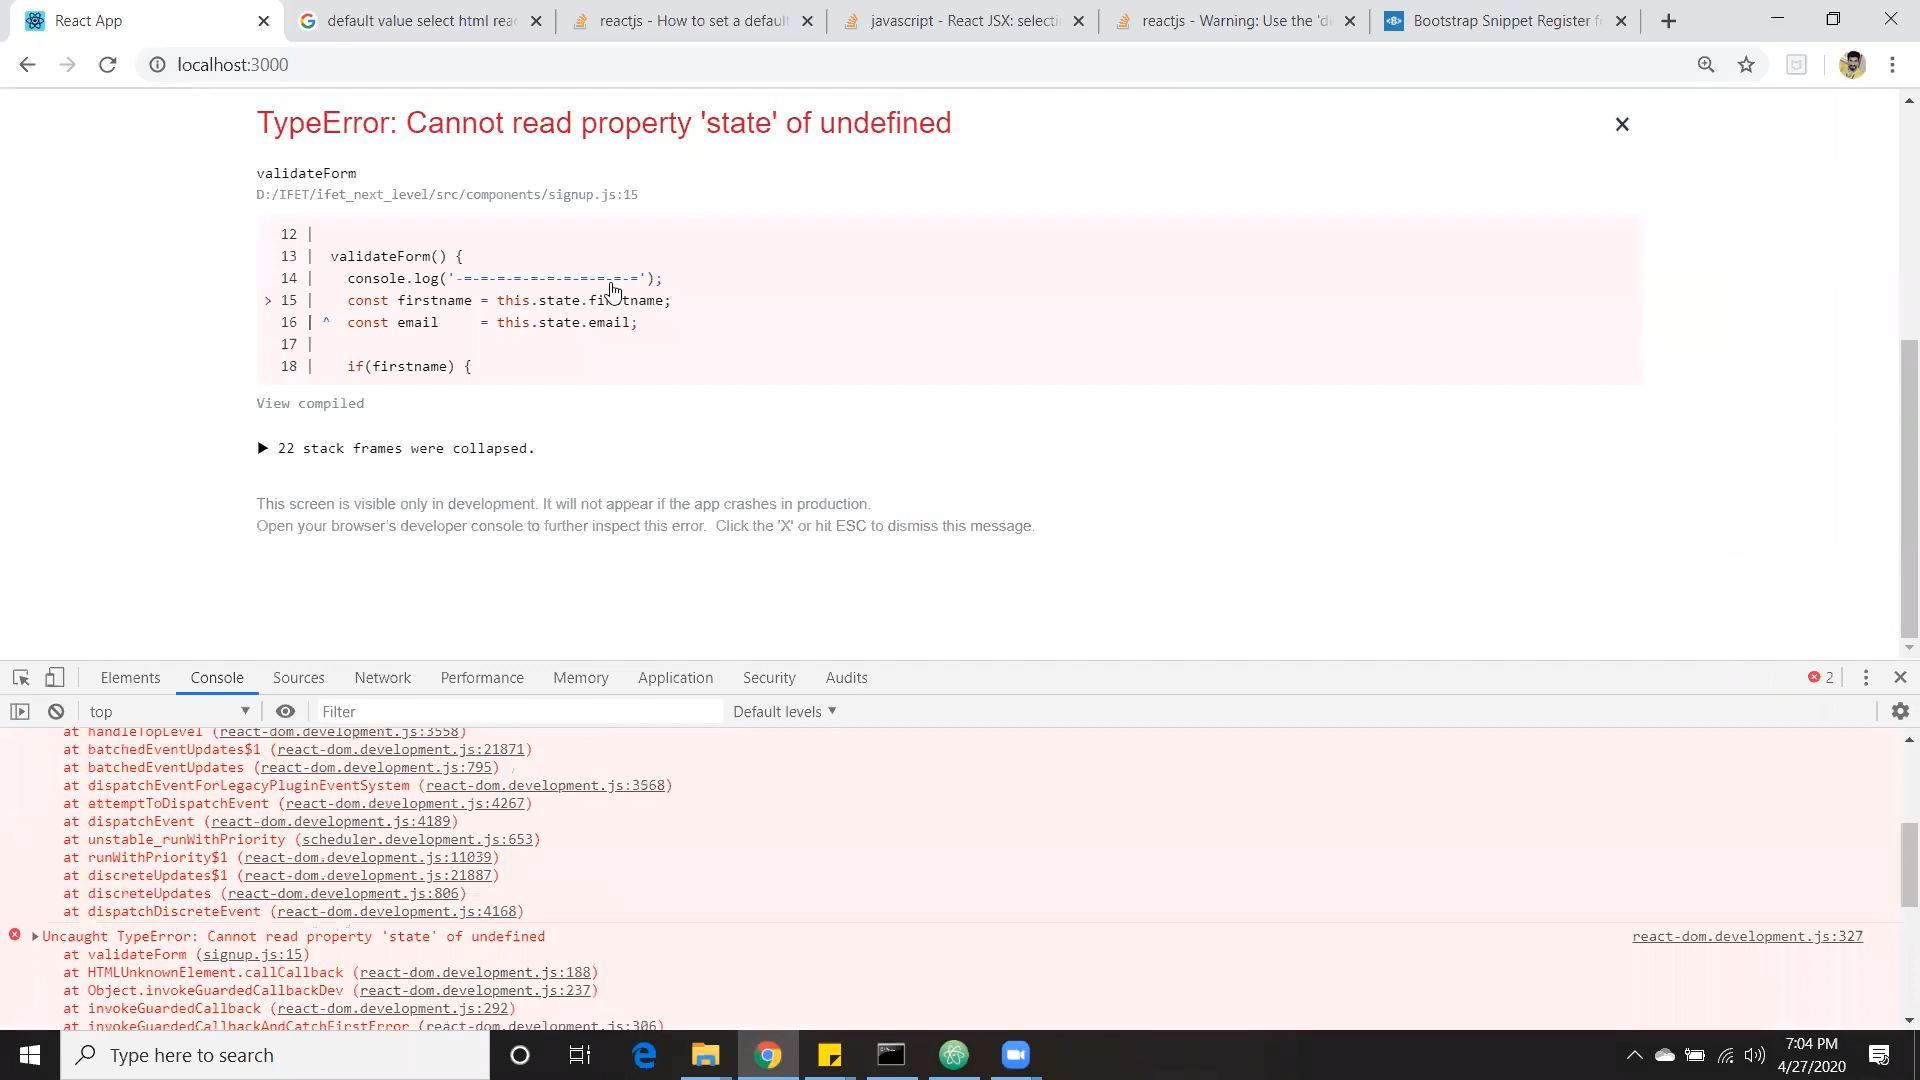 React App
default value select html rea
reactjs - How to set a default
javascript - React JSX: selecti
reactjs - Warning: Use the 'd
Bootstrap Snippet Register f
localhost:3000
TypeError: Cannot read property 'state' of undefined
validateForm
D:/IFET/ifet_next_level/src/components/signup.js:15
12 |
13 | validateForm() {
14 | console.log('-=-=-=-=-=-=-=-=-=-=-=');
> 15 | const firstname = this.state.firstname;
16 | ^ const email = this.state.email;
17 |
18 | if(firstname) {
View compiled
▶ 22 stack frames were collapsed.
This screen is visible only in development. It will not appear if the app crashes in production.
Open your browser's developer console to further inspect this error. Click the 'X' or hit ESC to dismiss this message.
Elements Console Sources Network Performance Memory Application Security Audits 2
top Filter Default levels
at handleTopLevel (react-dom.development.js:3558)
at batchedEventUpdates$1 (react-dom.development.js:21871)
at batchedEventUpdates (react-dom.development.js:795)
at dispatchEventForLegacyPluginEventSystem (react-dom.development.js:3568)
at attemptToDispatchEvent (react-dom.development.js:4267)
at dispatchEvent (react-dom.development.js:4189)
at unstable_runWithPriority (scheduler.development.js:653)
at runWithPriority$1 (react-dom.development.js:11039)
at discreteUpdates$1 (react-dom.development.js:21887)
at discreteUpdates (react-dom.development.js:806)
at dispatchDiscreteEvent (react-dom.development.js:4168)
Uncaught TypeError: Cannot read property 'state' of undefined react-dom.development.js:327
at validateForm (signup.js:15)
at HTMLUnknownElement.callCallback (react-dom.development.js:188)
at Object.invokeGuardedCallbackDev (react-dom.development.js:237)
at invokeGuardedCallback (react-dom.development.js:292)
at invokeGuardedCallbackAndCatchFirstError (react-dom.development.js:306)
Type here to search
7:04 PM
4/27/2020